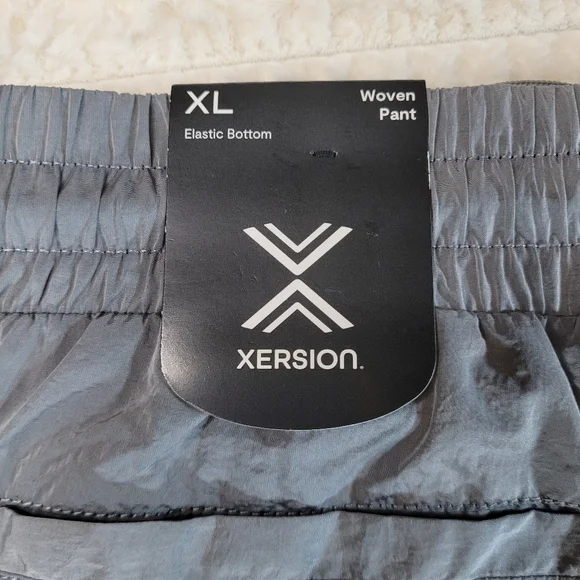 XL
Elastic Bottom
Woven
Pant
XERSION.